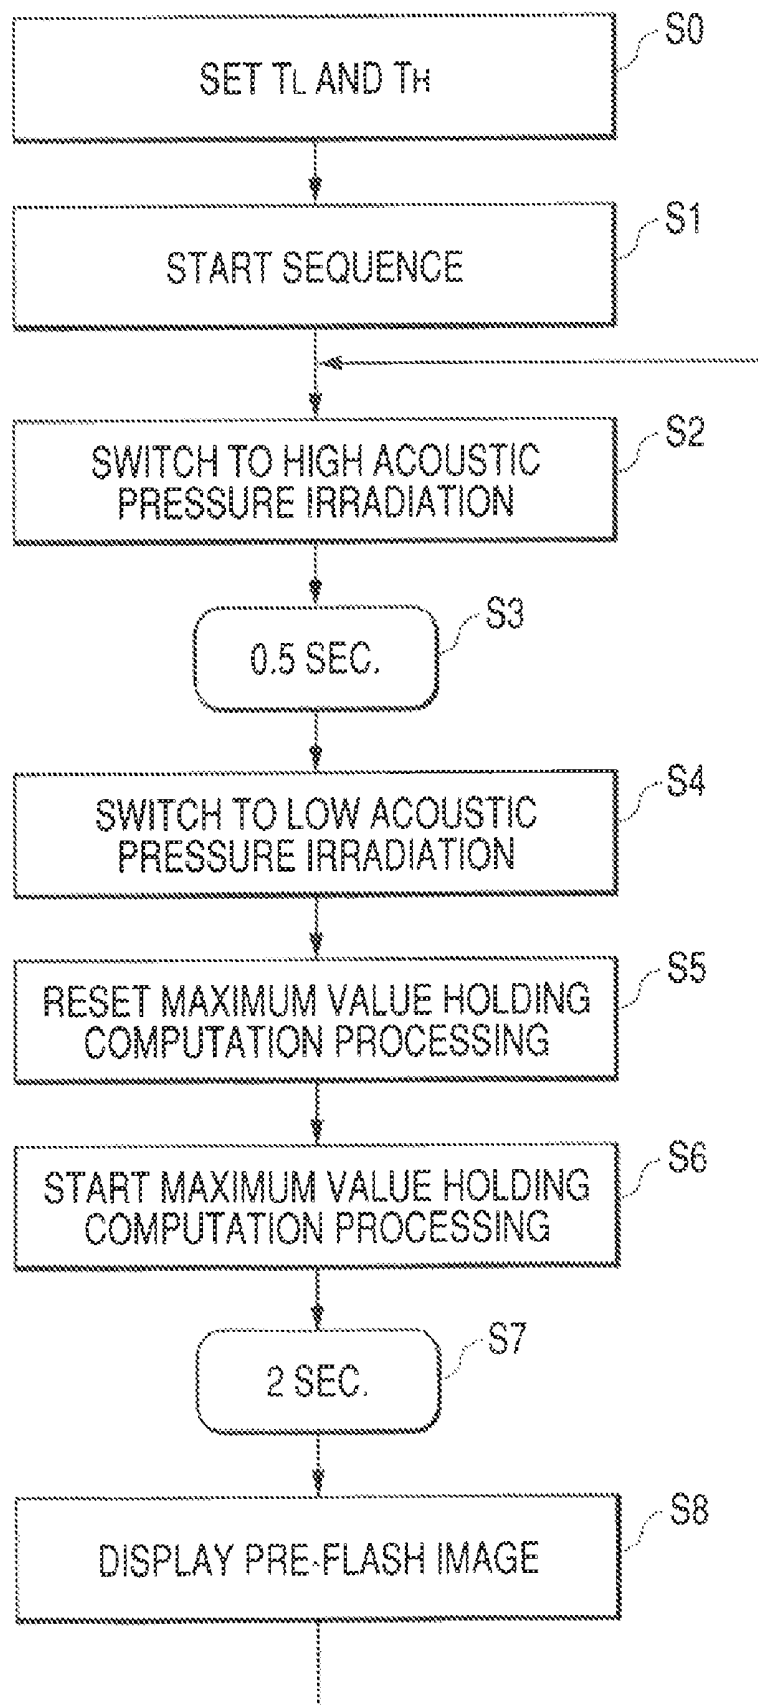 S0
SET TL AND TH
S1
START SEQUENCE
S2
SWITCH TO HIGH ACOUSTIC
PRESSURE IRRADIATION
S3
0.5 SEC.
S4
SWITCH TO LOW ACOUSTIC
PRESSURE IRRADIATION
S5
RESET MAXIMUM VALUE HOLDING
COMPUTATION PROCESSING
S6
START MAXIMUM VALUE HOLDING
COMPUTATION PROCESSING
S7
2 SEC.
S8
DISPLAY PRE-FLASH IMAGE